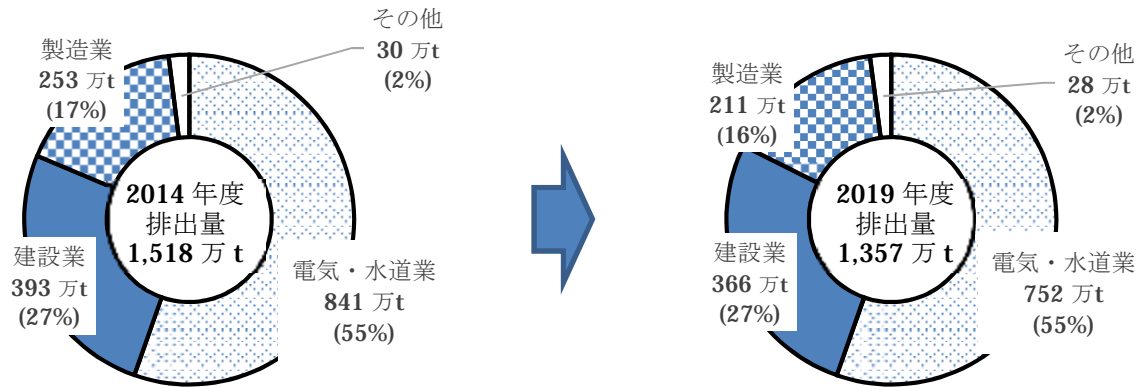 その他
30 万t
(2%)
製造業
253 万t
(17%)
2014 年度
排出量
1,518 万 t
建設業
393 万t
(27%)
電気・水道業
841 万t
(55%)
その他
28 万t
(2%)
製造業
211 万t
(16%)
2019 年度
排出量
1,357 万 t
建設業
366 万t
(27%)
電気・水道業
752 万t
(55%)